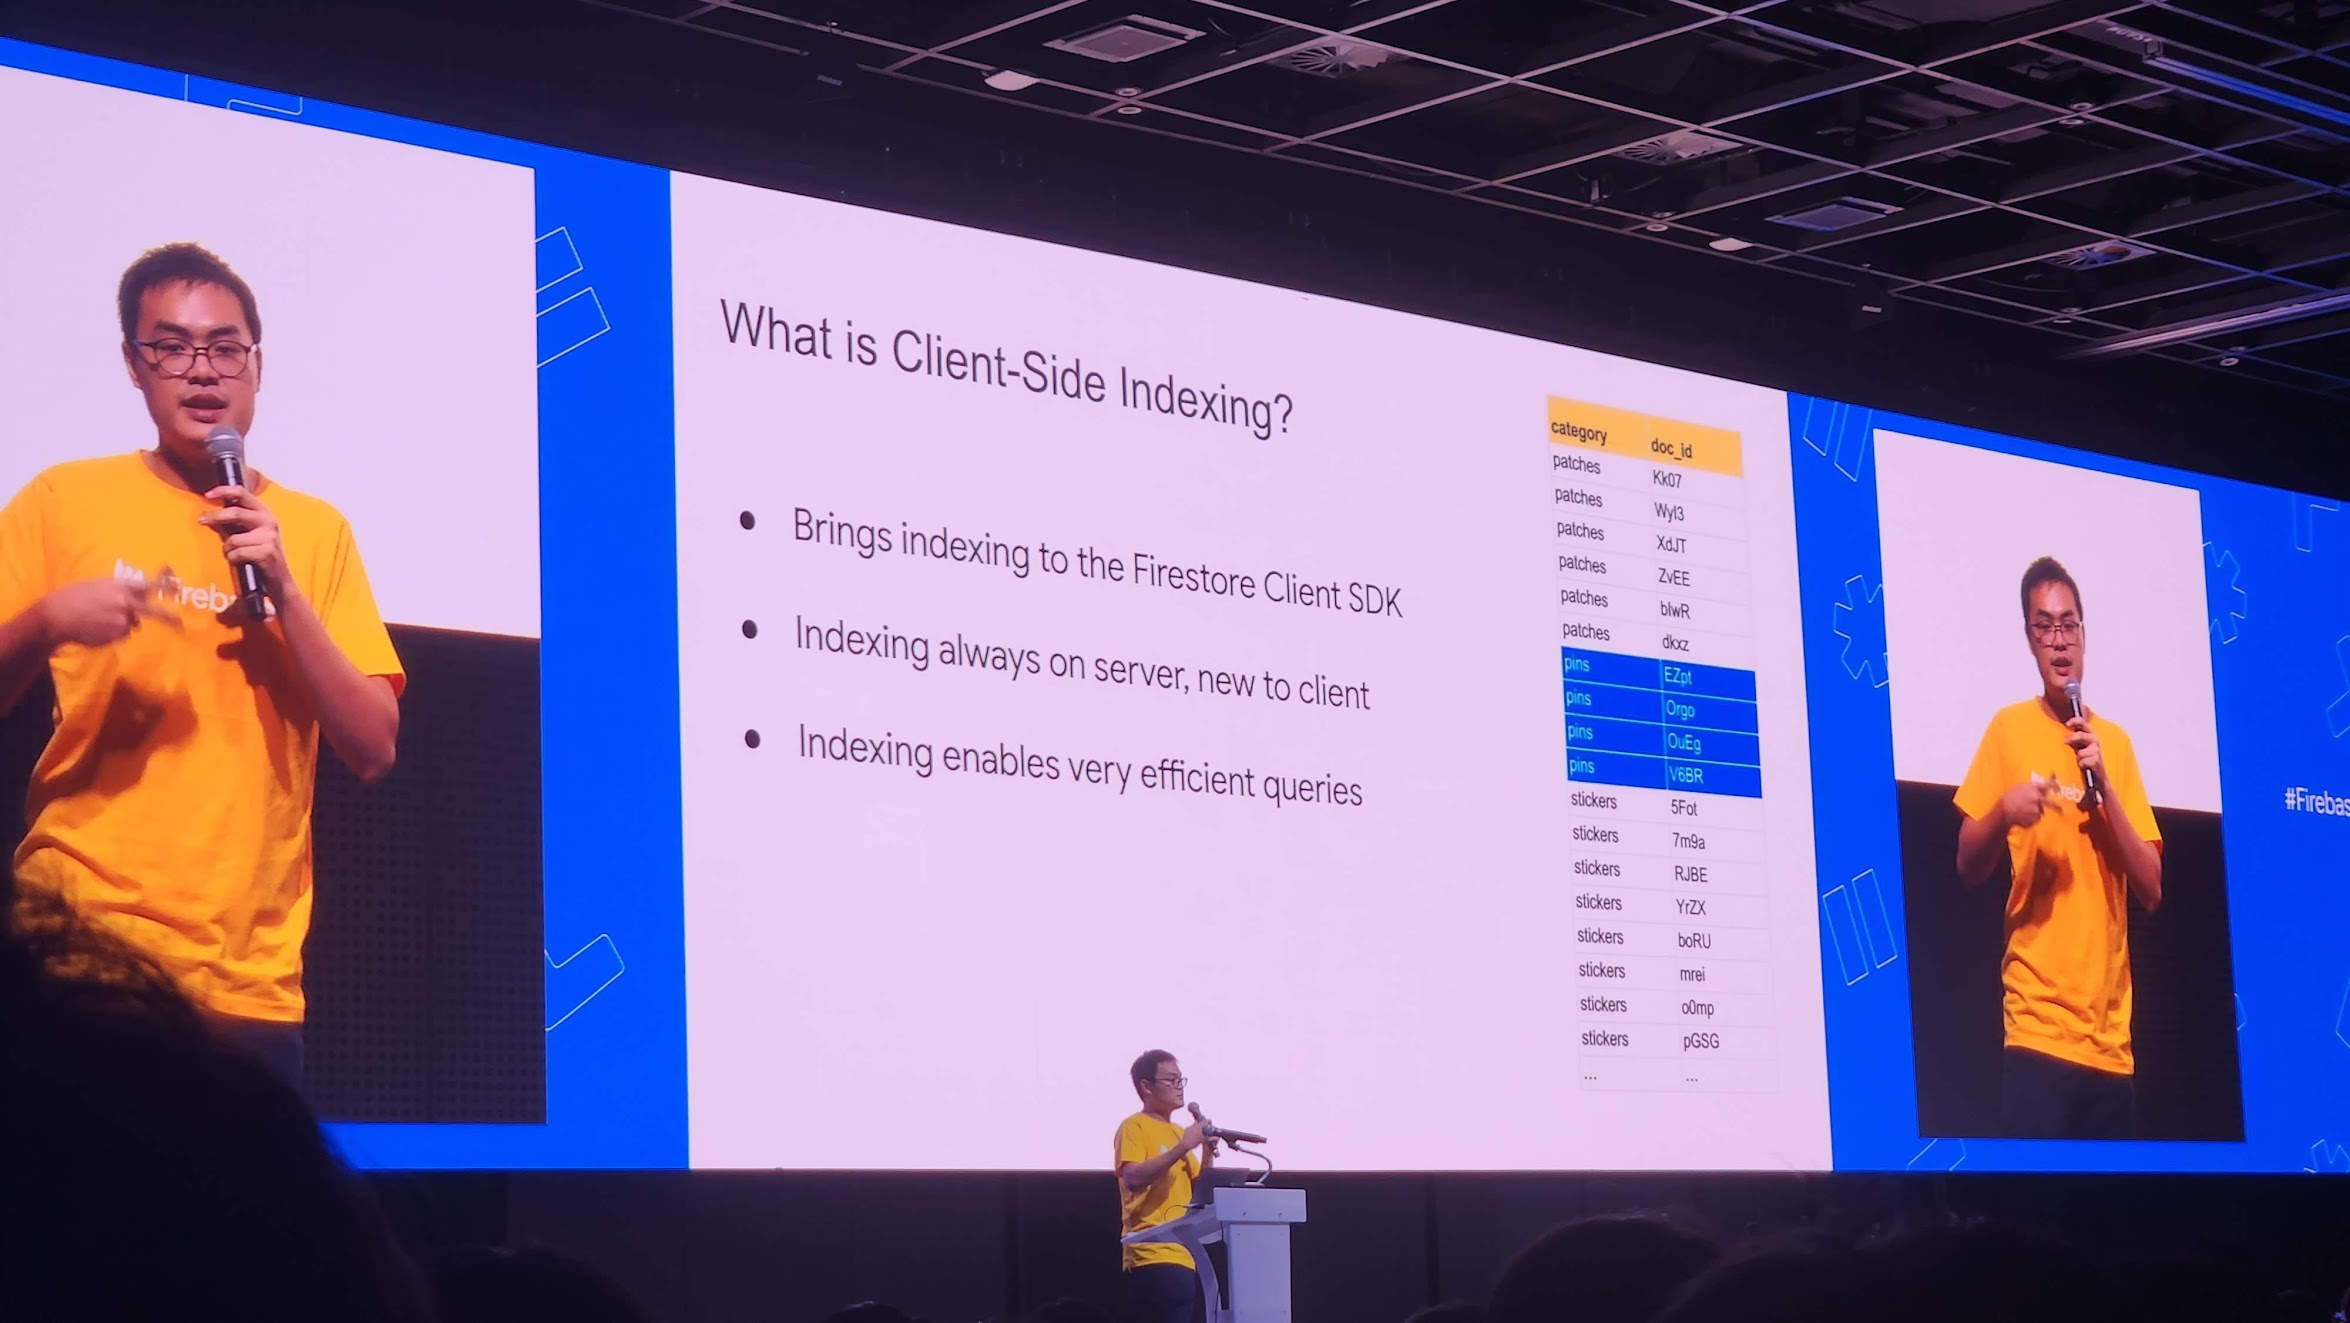 What is Client-Side Indexing?
● Brings indexing to the Firestore Client SDK
● Indexing always on server, new to client
● Indexing enables very efficient queries
category doc_id
patches Kk07
patches Wyl3
patches XdJT
patches ZvEE
patches blwR
patches dkxz
pins EZpt
pins Orgo
pins OuEg
pins V6BR
stickers 5Fot
stickers 7m9a
stickers RJBE
stickers YrZX
stickers boRU
stickers mrei
stickers o0mp
stickers pGSG
... ...
#Firebas